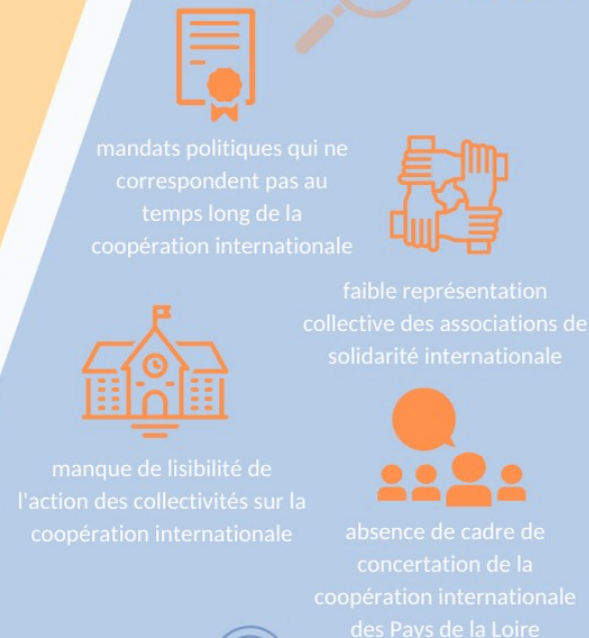 mandats politiques qui ne
correspondent pas au
temps long de la
coopération internationale
faible représentation
collective des associations de
solidarité internationale
manque de lisibilité de
l'action des collectivités sur la
coopération internationale
absence de cadre de
concertation de la
coopération internationale
des Pays de la Loire